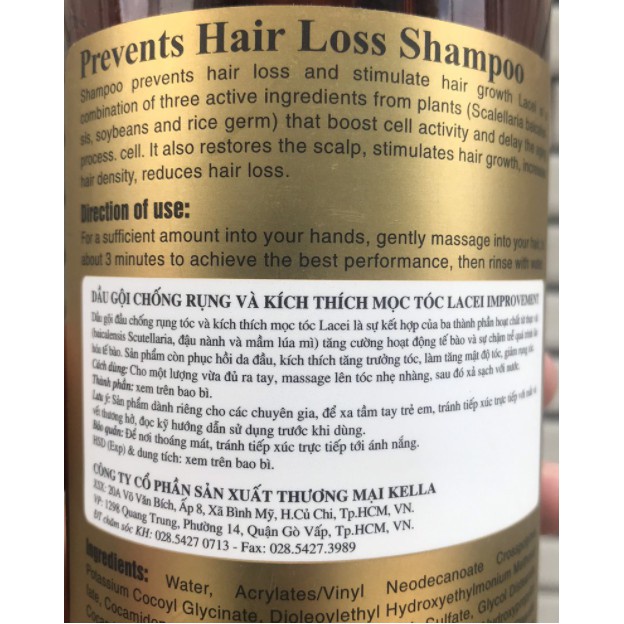 Prevents Hair Loss Shampoo
Shampoo prevents hair loss and stimulate hair growth Lacei
combination of three active ingredients from plants (Scalellaria
sis, soybeans and rice germ) that boost cell activity and delay the
process. cell. It also restores the scalp, stimulates hair growth,
hair density, reduces hair loss.
Direction of use:
For a sufficient amount into your hands, gently massage into your hair,
about 3 minutes to achieve the best performance, then rinse with
DẦU GỘI CHỐNG RỤNG VÀ KÍCH THÍCH MỌC TÓC LACEI IMPROVEMENT
Dầu gội đầu chống rụng tóc và kích thích mọc tóc Lacei là sự kết hợp của ba thành phần hoạt chất từ thực vật
(baicalensis Scutellaria, đậu nành và mầm lúa mì) tăng cường hoạt động tế bào và sự chậm trễ quá trình lão
hóa tế bào. Sản phẩm còn phục hồi da đầu, kích thích tăng trưởng tóc, làm tăng mật độ tóc, giảm rụng tóc.
Cách dùng: Cho một lượng vừa đủ ra tay, massage lên tóc nhẹ nhàng, sau đó xả sạch với nước.
Thành phần: xem trên bao bì.
Lưu ý: Sản phẩm dành riêng cho các chuyên gia, để xa tầm tay trẻ em, tránh tiếp xúc trực tiếp với mắt và
vết thương hở, đọc kỹ hướng dẫn sử dụng trước khi dùng.
Bảo quản: Để nơi thoáng mát, tránh tiếp xúc trực tiếp tới ánh nắng.
HSD (Exp) & dung tích: xem trên bao bì.
CÔNG TY CỔ PHẦN SẢN XUẤT THƯƠNG MẠI KELLA
XSX: 20A Võ Văn Bích, Ấp 8, Xã Bình Mỹ, H.Củ Chi, Tp.HCM, VN.
VP: 1298 Quang Trung, Phường 14, Quận Gò Vấp, Tp.HCM, VN.
ĐT chăm sóc KH: 028.5427 0713 - Fax: 028.5427.3989
Ingredients: Water, Acrylates/Vinyl Neodecanoate
Potassium Cocoyl Glycinate, Dioleoylethyl Hydroxyethylmonium
Cocamido Sulfate, Glycol